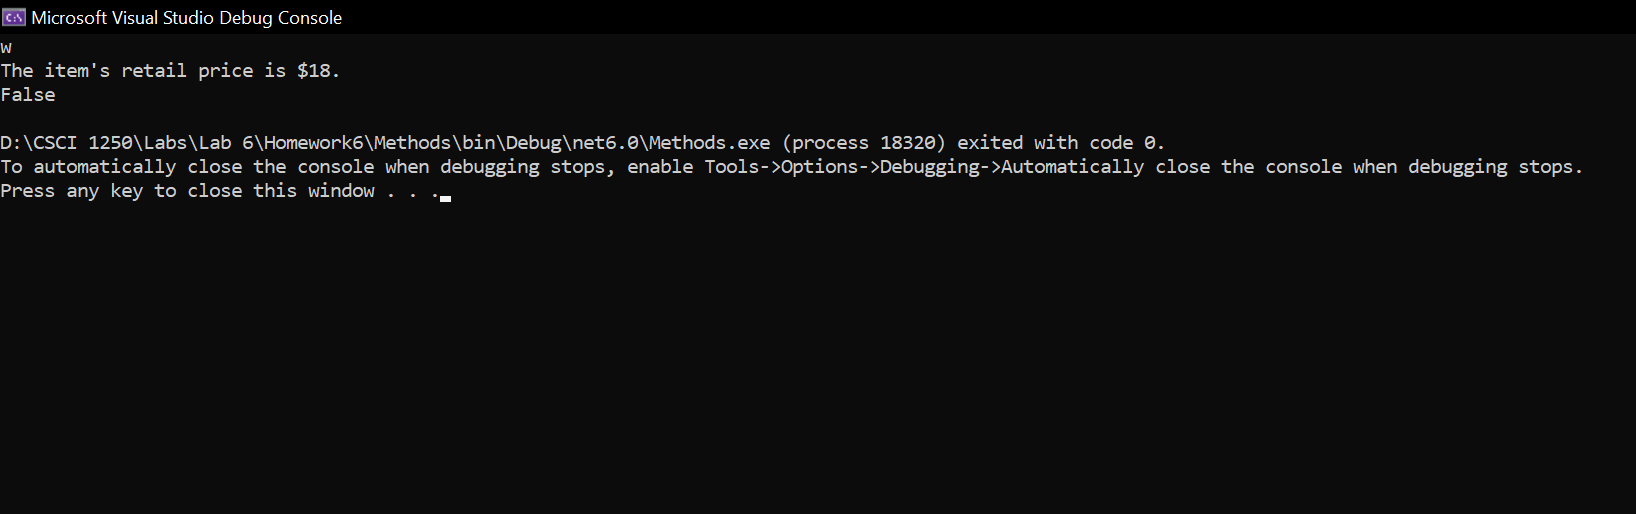 C:\ Microsoft Visual Studio Debug Console
w
The item's retail price is $18.
False
D:\CSCI 1250\Labs\Lab 6\Homework6\Methods\bin\Debug\net6.0\Methods.exe (process 18320) exited with code 0.
To automatically close the console when debugging stops, enable Tools->Options->Debugging->Automatically close the console when debugging stops.
Press any key to close this window . . .